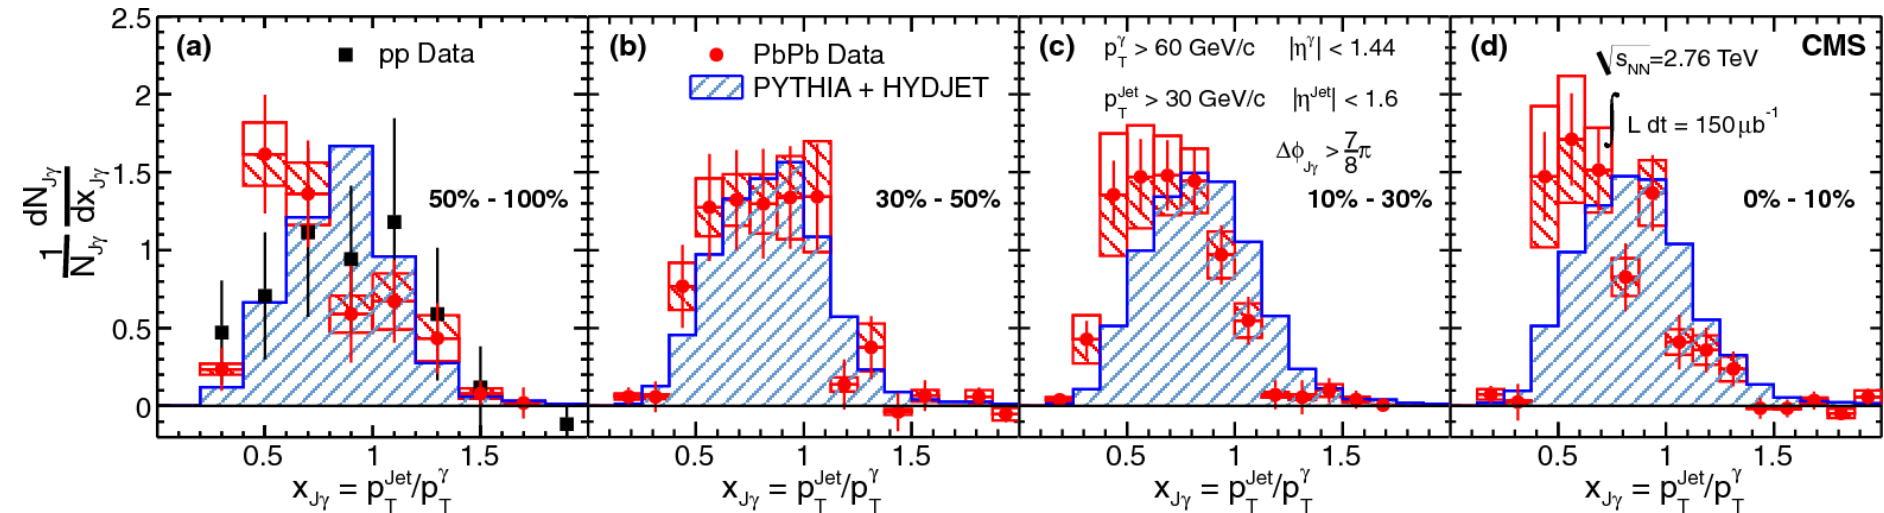 2.5
2
1.5
1
0.5
0
1/N_Jγ dN_Jγ/dx_Jγ
(a)
pp Data
50% - 100%
0.5 1 1.5
x_Jγ = p_T^Jet/p_T^γ
(b)
PbPb Data
PYTHIA + HYDJET
30% - 50%
0.5 1 1.5
x_Jγ = p_T^Jet/p_T^γ
(c)
p_T^γ > 60 GeV/c |η^γ| < 1.44
p_T^Jet > 30 GeV/c |η^Jet| < 1.6
Δϕ_Jγ > 7/8 π
10% - 30%
0.5 1 1.5
x_Jγ = p_T^Jet/p_T^γ
(d) CMS
√s_NN=2.76 TeV
∫ L dt = 150 μb^-1
0% - 10%
0.5 1 1.5
x_Jγ = p_T^Jet/p_T^γ